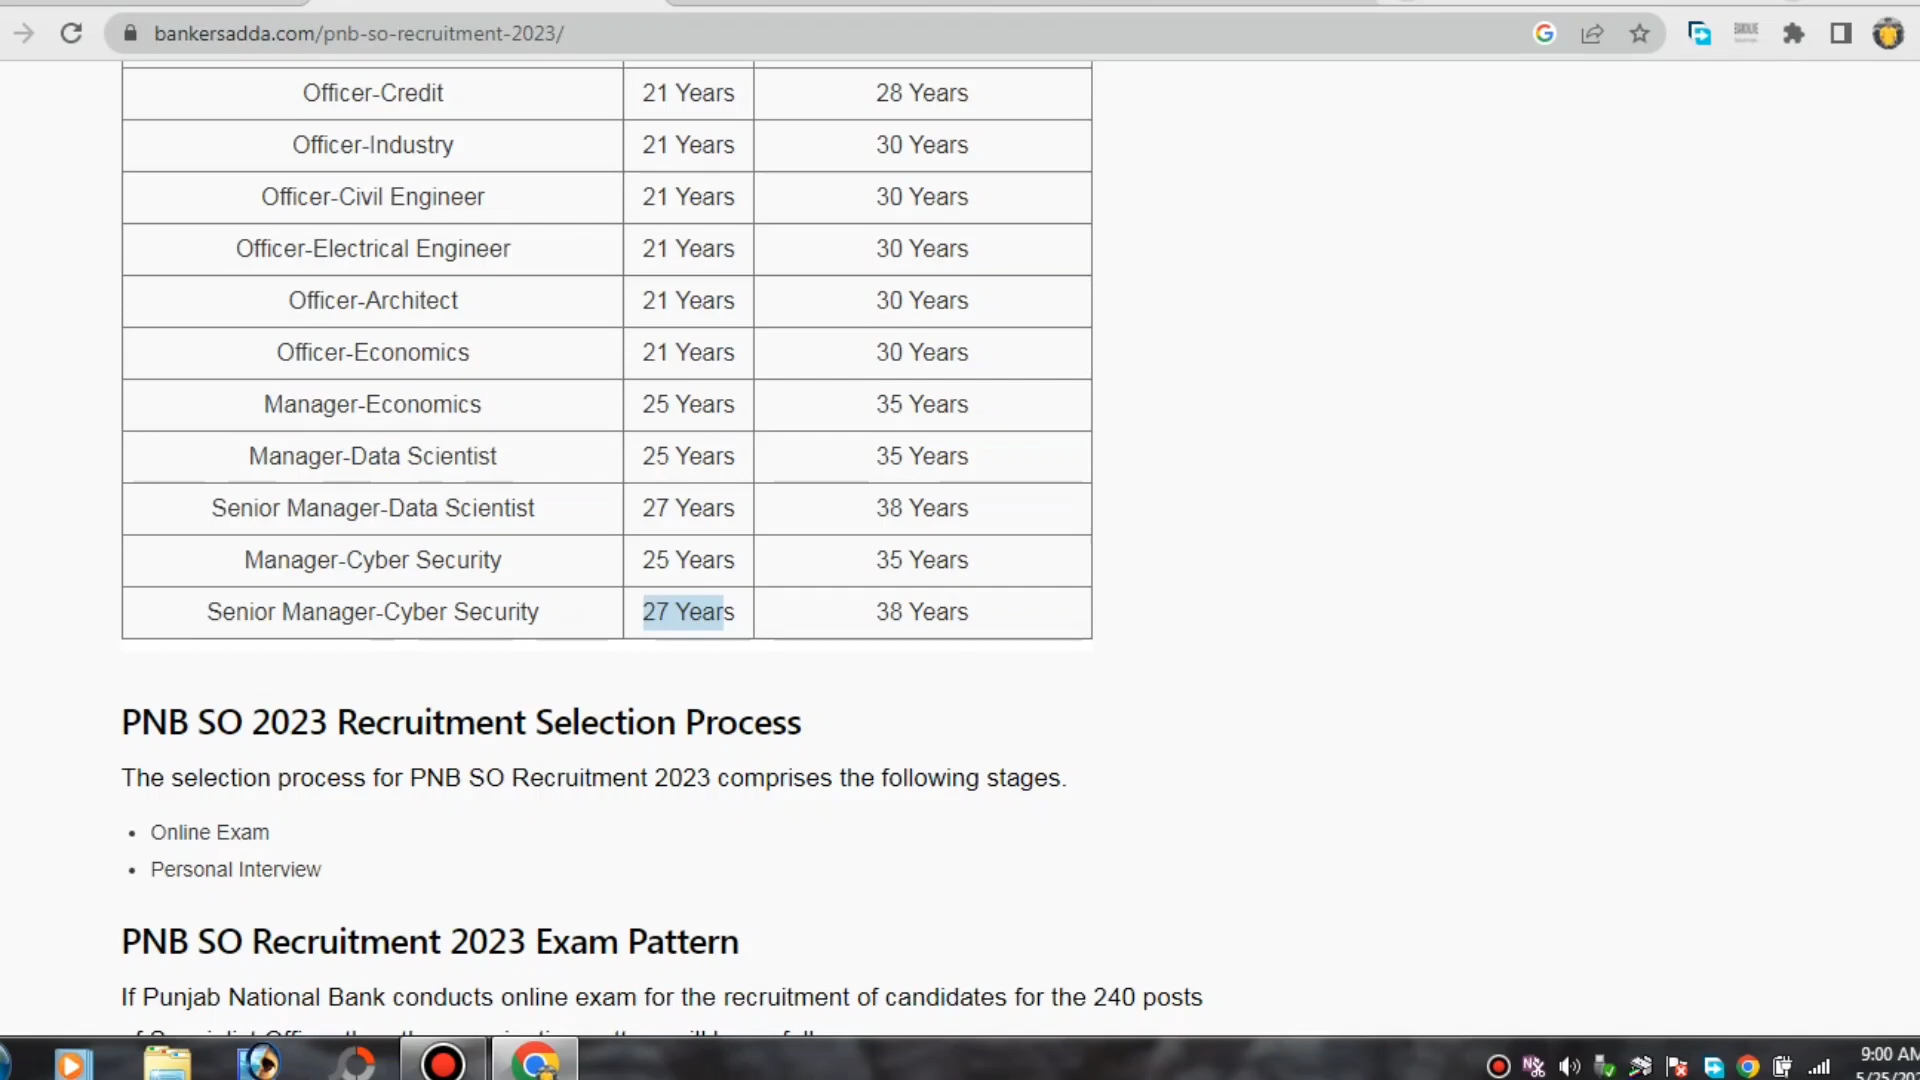 bankersadda.com/pnb-so-recruitment-2023/
Officer-Credit 21 Years 28 Years
Officer-Industry 21 Years 30 Years
Officer-Civil Engineer 21 Years 30 Years
Officer-Electrical Engineer 21 Years 30 Years
Officer-Architect 21 Years 30 Years
Officer-Economics 21 Years 30 Years
Manager-Economics 25 Years 35 Years
Manager-Data Scientist 25 Years 35 Years
Senior Manager-Data Scientist 27 Years 38 Years
Manager-Cyber Security 25 Years 35 Years
Senior Manager-Cyber Security 27 Years 38 Years
PNB SO 2023 Recruitment Selection Process
The selection process for PNB SO Recruitment 2023 comprises the following stages.
• Online Exam
• Personal Interview
PNB SO Recruitment 2023 Exam Pattern
If Punjab National Bank conducts online exam for the recruitment of candidates for the 240 posts
9:00 AM